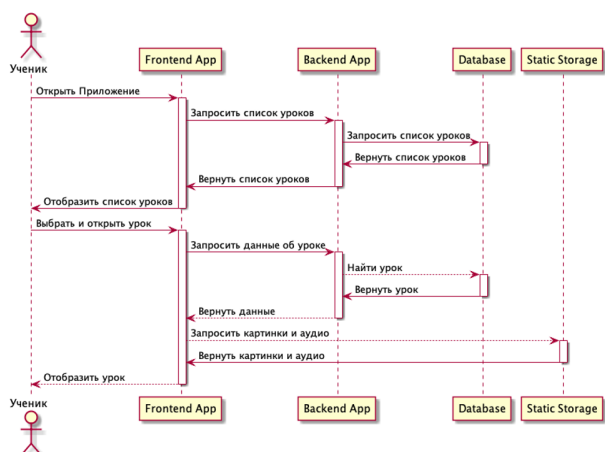 Ученик
Frontend App
Backend App
Database
Static Storage
Открыть Приложение
Запросить список уроков
Запросить список уроков
Вернуть список уроков
Вернуть список уроков
Отобразить список уроков
Выбрать и открыть урок
Запросить данные об уроке
Найти урок
Вернуть урок
Вернуть данные
Запросить картинки и аудио
Вернуть картинки и аудио
Отобразить урок
Ученик
Frontend App
Backend App
Database
Static Storage